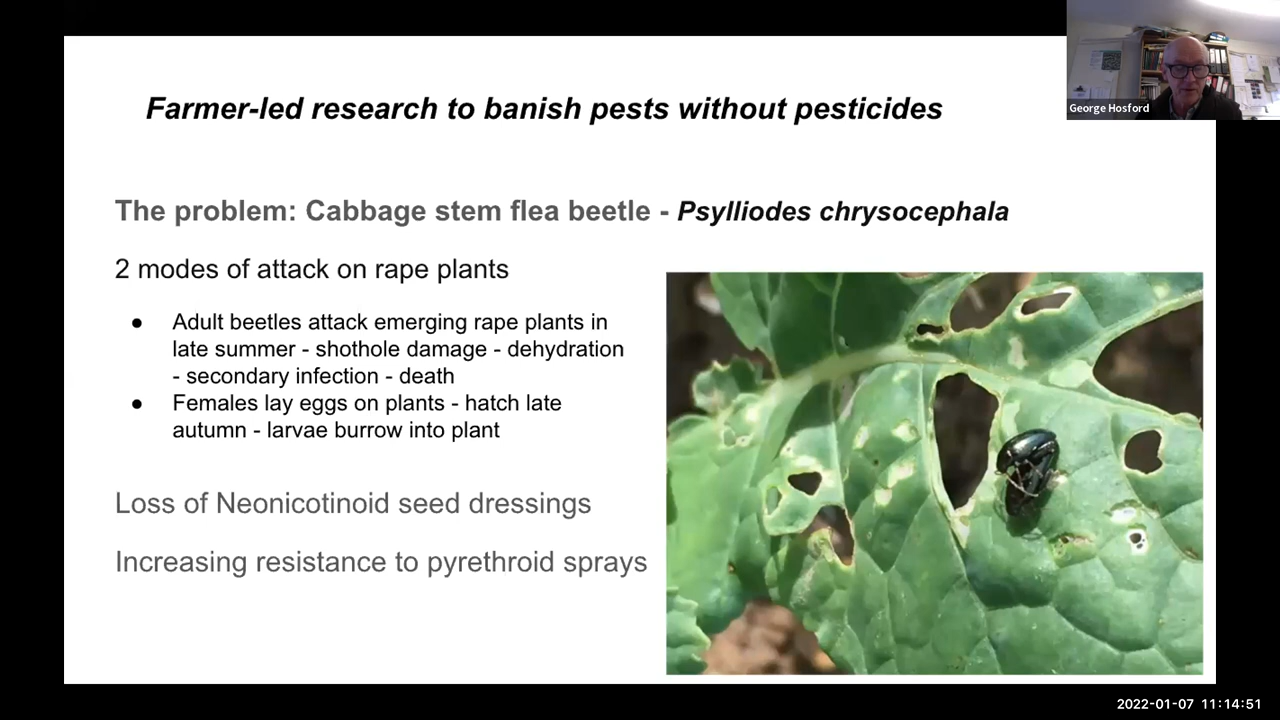 Farmer-led research to banish pests without pesticides
George Hosford
The problem: Cabbage stem flea beetle - Psylliodes chrysocephala
2 modes of attack on rape plants
● Adult beetles attack emerging rape plants in
late summer - shothole damage - dehydration
- secondary infection - death
● Females lay eggs on plants - hatch late
autumn - larvae burrow into plant
Loss of Neonicotinoid seed dressings
Increasing resistance to pyrethroid sprays
2022-01-07 11:14:51